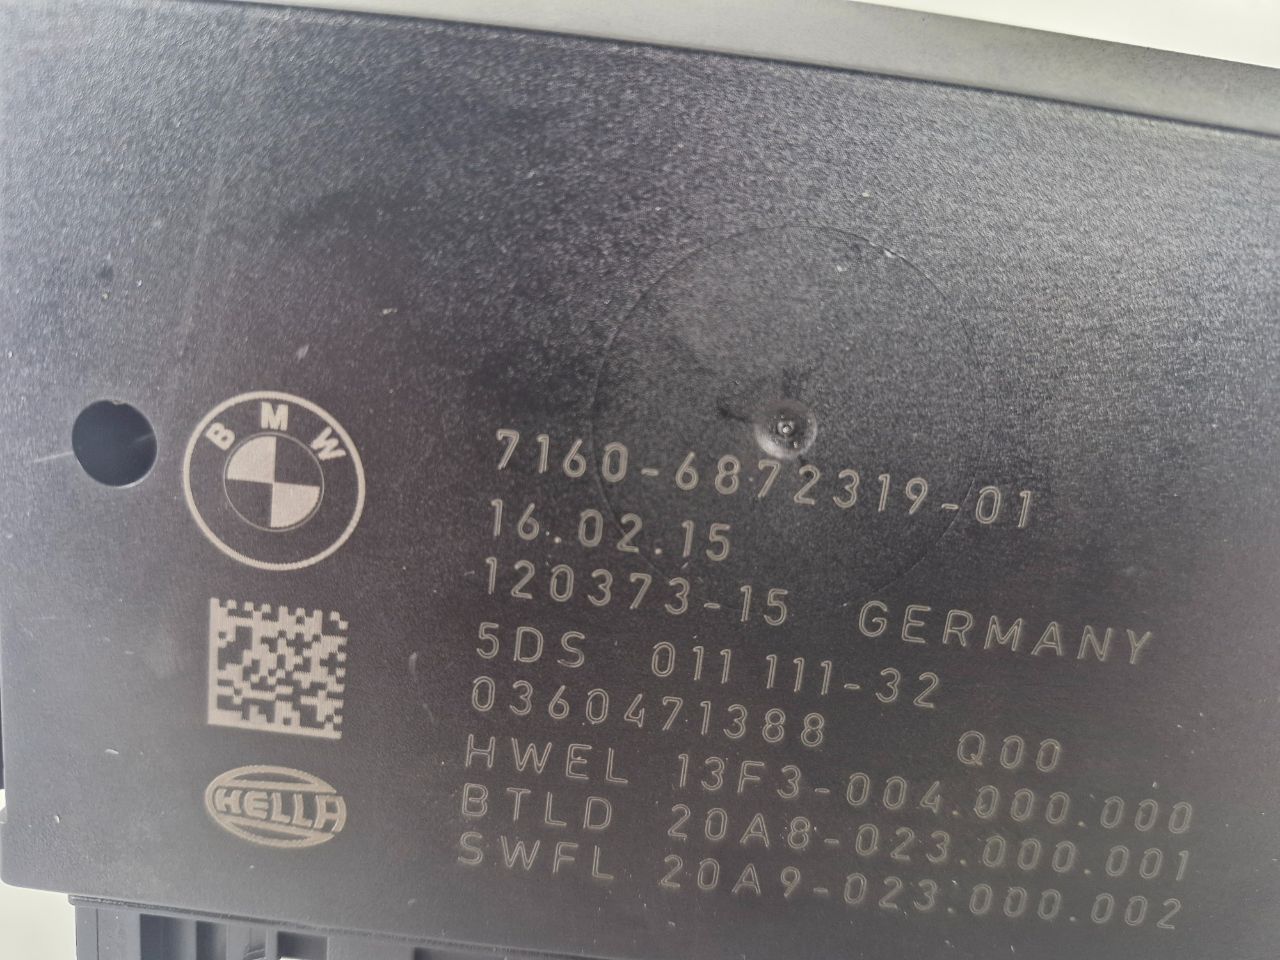 BMW
7160-6872319-01
16.02.15
120373-15 GERMANY
5DS 011 111-32
0360471388 Q00
HWEL 13F3-004.000.000
BTLD 20A8-023.000.001
SWFL 20A9-023.000.002
HELLA